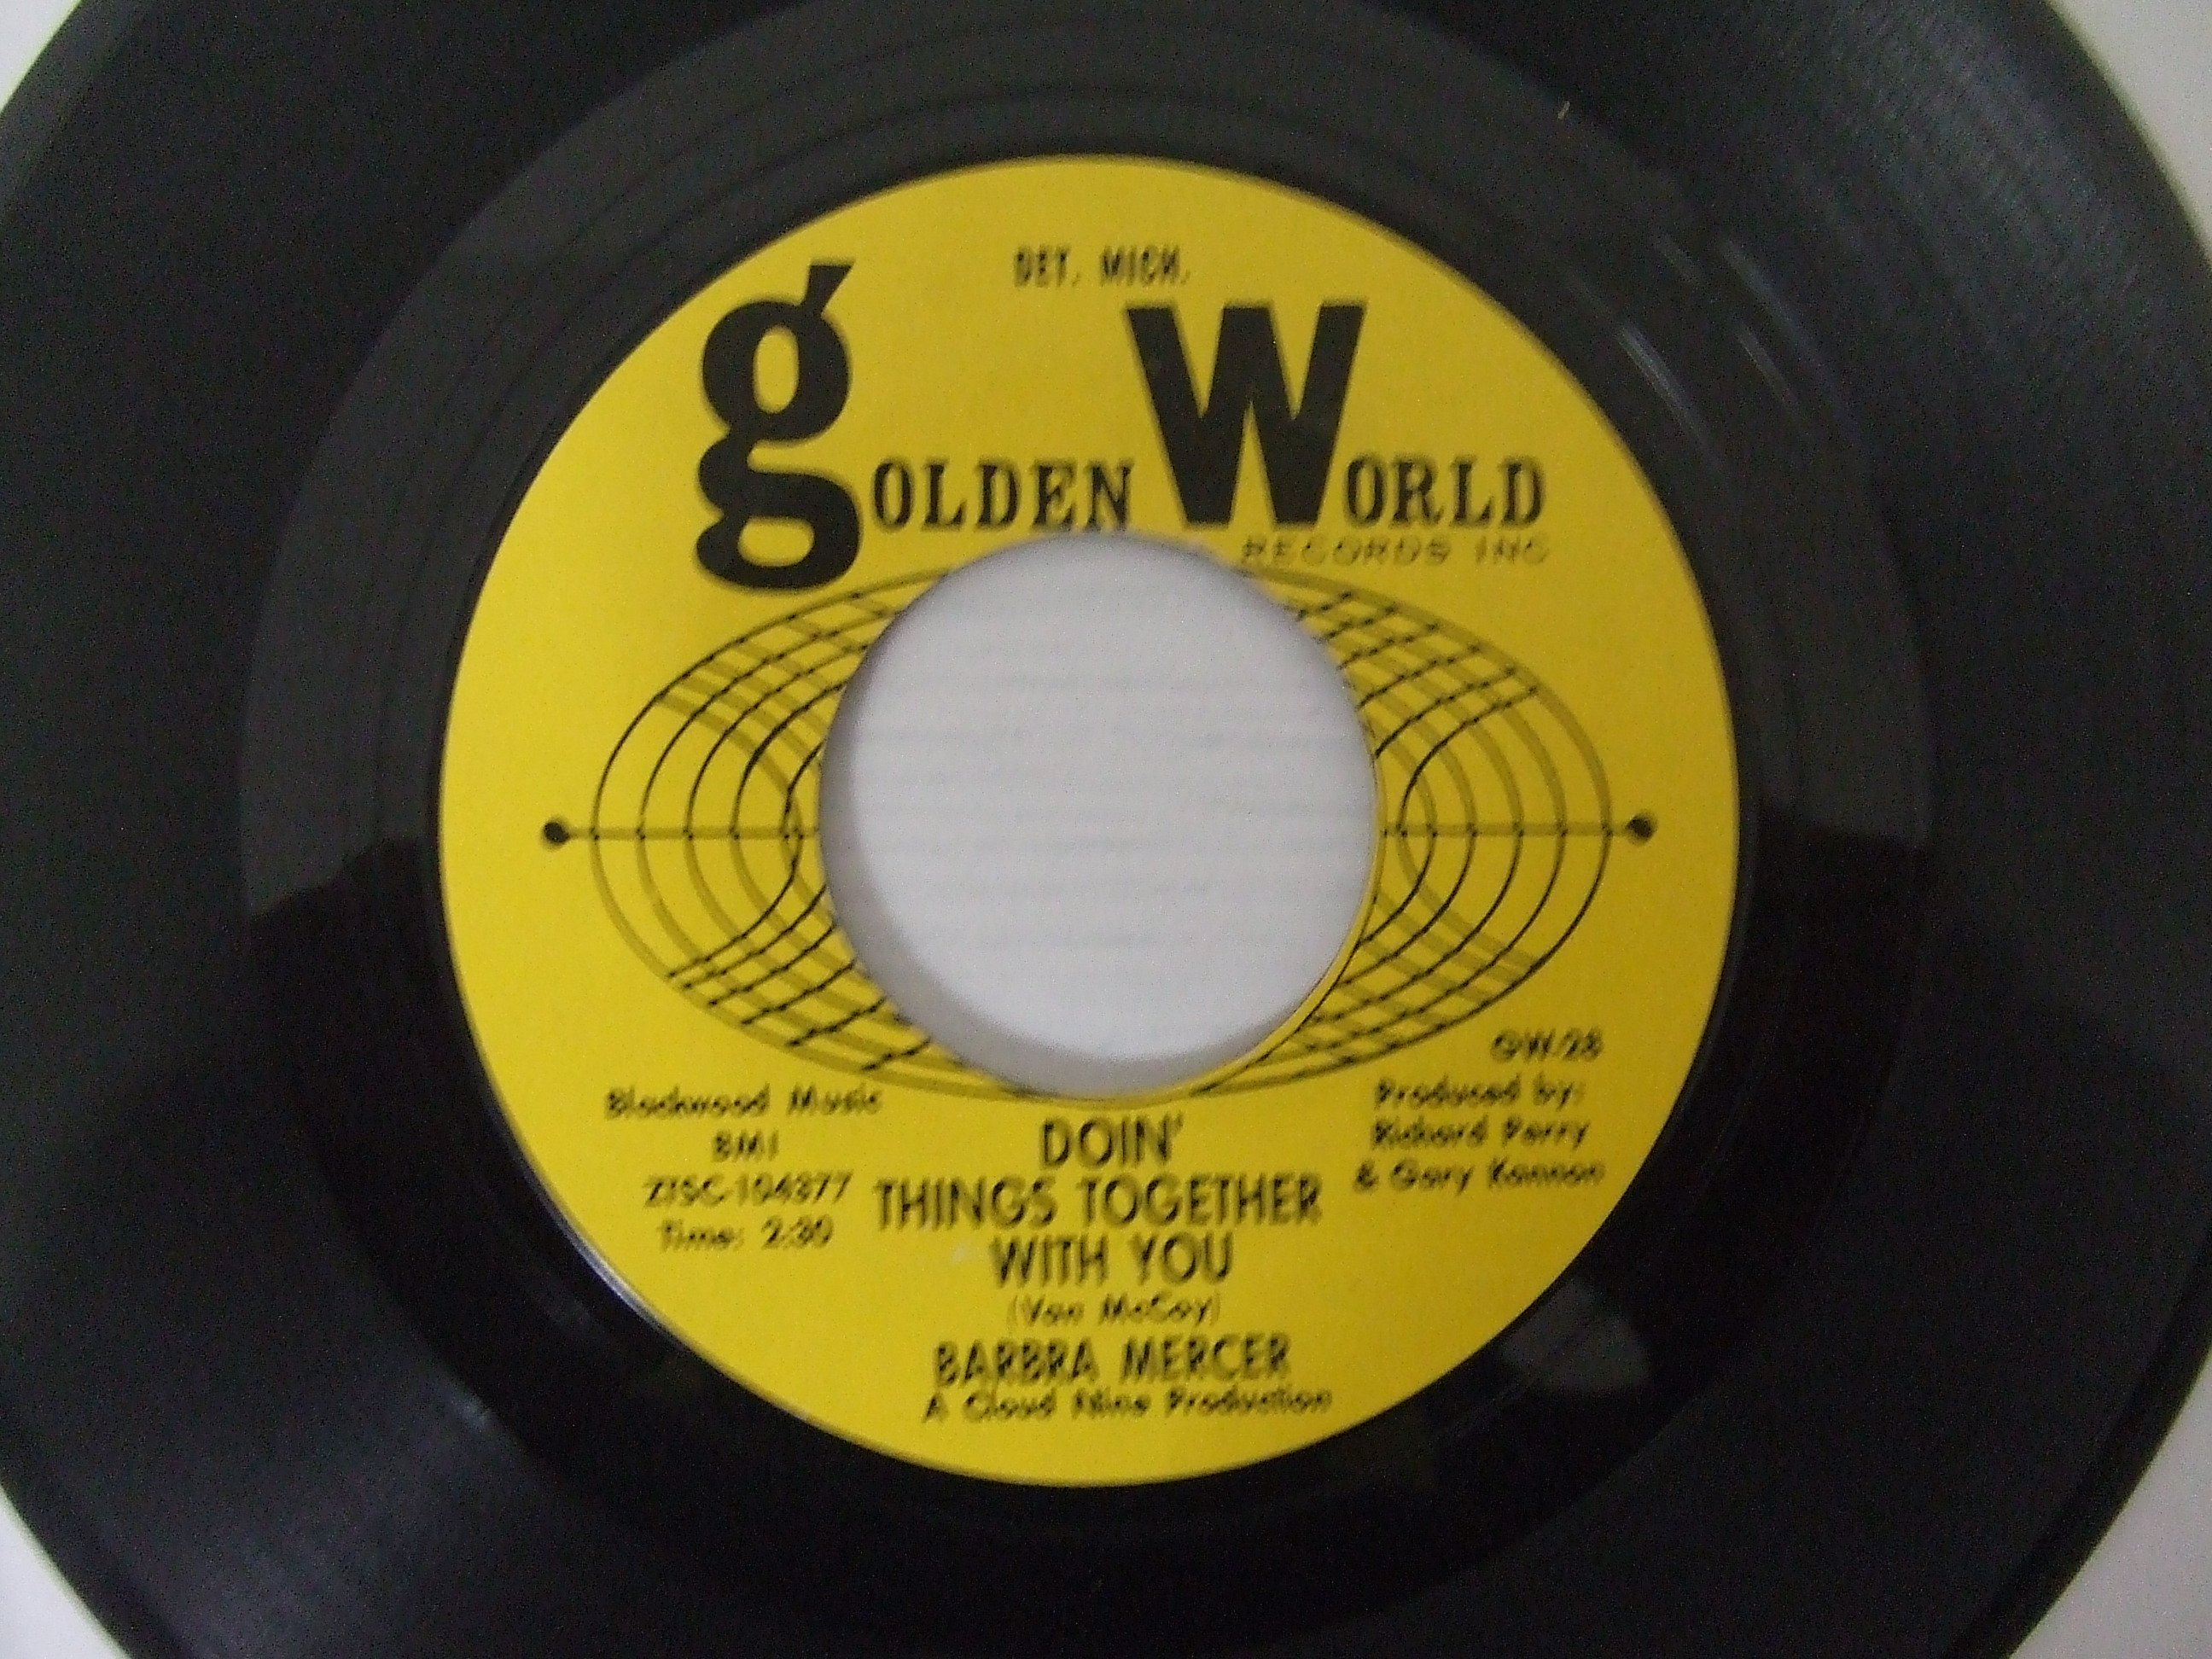 DET. MICH.
gOLDEN WORLD
RECORDS INC
GW-28
Blackwood Music
BMI
ZTSC-104377
Time: 2:30
Produced by:
Richard Perry
& Gary Kannon
DOIN'
THINGS TOGETHER
WITH YOU
(Van McCoy)
BARBRA MERCER
A Cloud Nine Production